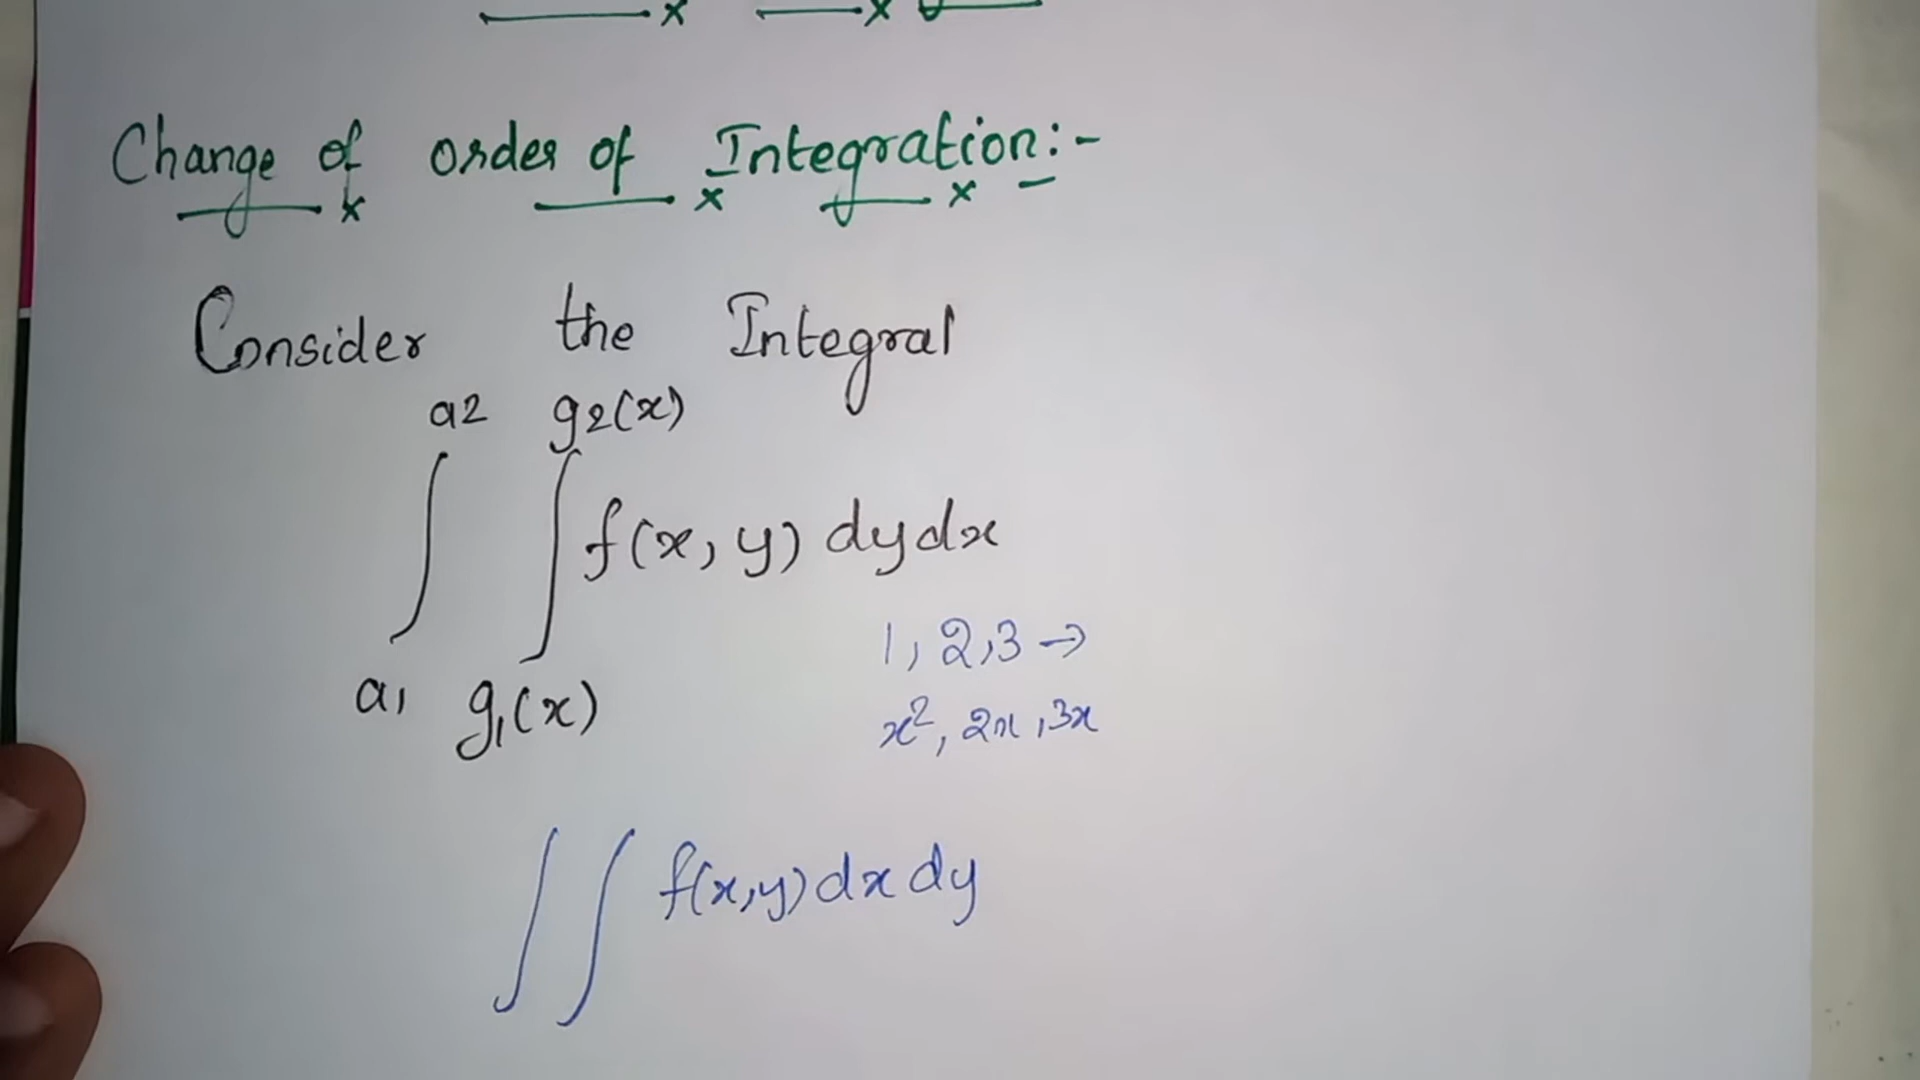 Change of order of Integration:-
Consider the Integral
a2 g2(x)
∫ ∫ f(x, y) dy dx
a1 g1(x)
1, 2, 3 →
x², 2x, 3x
∫∫ f(x,y) dx dy